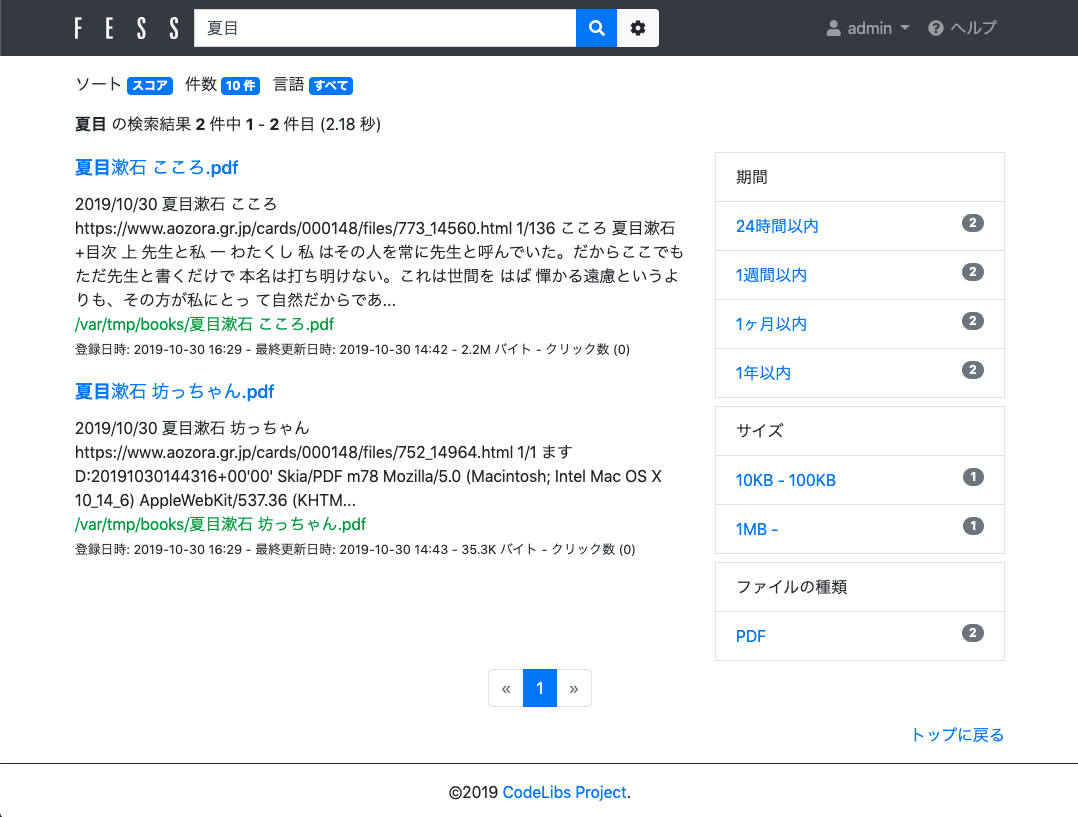 FESS 夏目 admin ヘルプ
ソート スコア 件数 10 件 言語 すべて
夏目 の検索結果 2 件中 1 - 2 件目 (2.18 秒)
夏目漱石 こころ.pdf
2019/10/30 夏目漱石 こころ
https://www.aozora.gr.jp/cards/000148/files/773_14560.html 1/136 こころ 夏目漱石
+目次 上 先生と私 一 わたくし 私 はその人を常に先生と呼んでいた。だからここでも
ただ先生と書くだけで 本名は打ち明けない。これは世間を はば 憚かる遠慮というよ
りも、その方が私にとっ て自然だからであ...
/var/tmp/books/夏目漱石 こころ.pdf
登録日時: 2019-10-30 16:29 - 最終更新日時: 2019-10-30 14:42 - 2.2M バイト - クリック数 (0)
夏目漱石 坊っちゃん.pdf
2019/10/30 夏目漱石 坊っちゃん
https://www.aozora.gr.jp/cards/000148/files/752_14964.html 1/1 ます
D:20191030144316+00'00' Skia/PDF m78 Mozilla/5.0 (Macintosh; Intel Mac OS X
10_14_6) AppleWebKit/537.36 (KHTM...
/var/tmp/books/夏目漱石 坊っちゃん.pdf
登録日時: 2019-10-30 16:29 - 最終更新日時: 2019-10-30 14:43 - 35.3K バイト - クリック数 (0)
期間
24時間以内 2
1週間以内 2
1ヶ月以内 2
1年以内 2
サイズ
10KB - 100KB 1
1MB - 1
ファイルの種類
PDF 2
« 1 »
トップに戻る
©2019 CodeLibs Project.